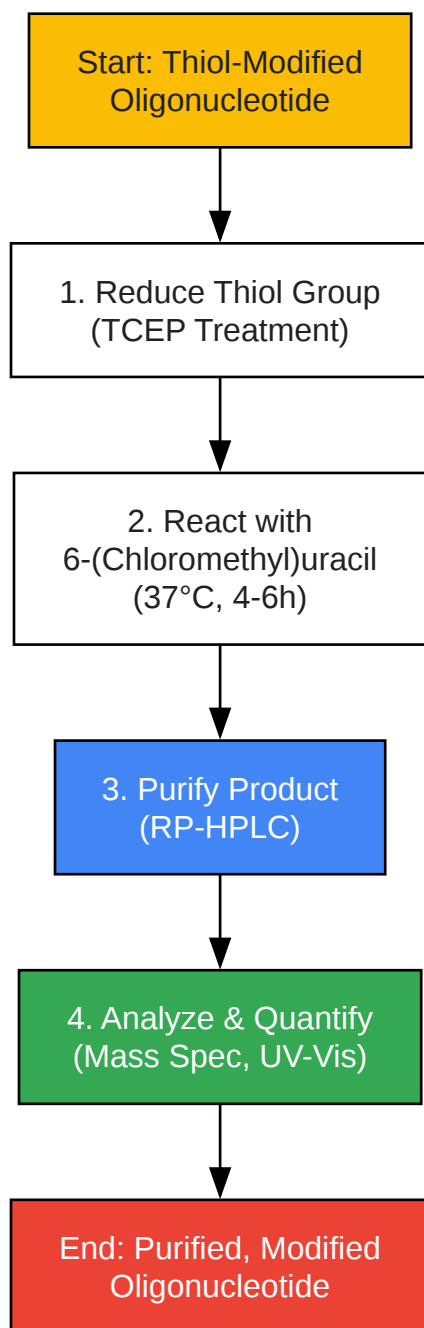 Start: Thiol-Modified
Oligonucleotide
1. Reduce Thiol Group
(TCEP Treatment)
2. React with
6-(Chloromethyl)uracil
(37°C, 4-6h)
3. Purify Product
(RP-HPLC)
4. Analyze & Quantify
(Mass Spec, UV-Vis)
End: Purified, Modified
Oligonucleotide